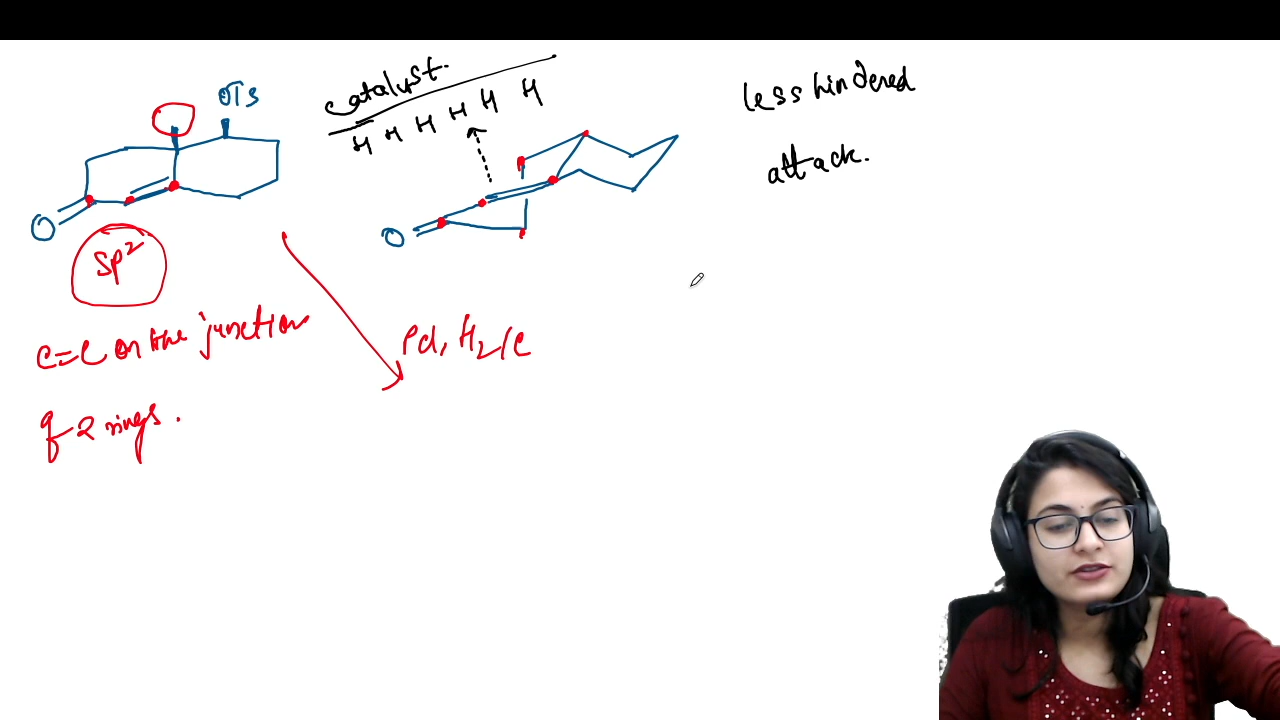 OTs
O
sp²
C=C on the junction
of 2 rings.
catalyst.
H H H H H H
O
Pd, H₂/C
less hindered
attack.